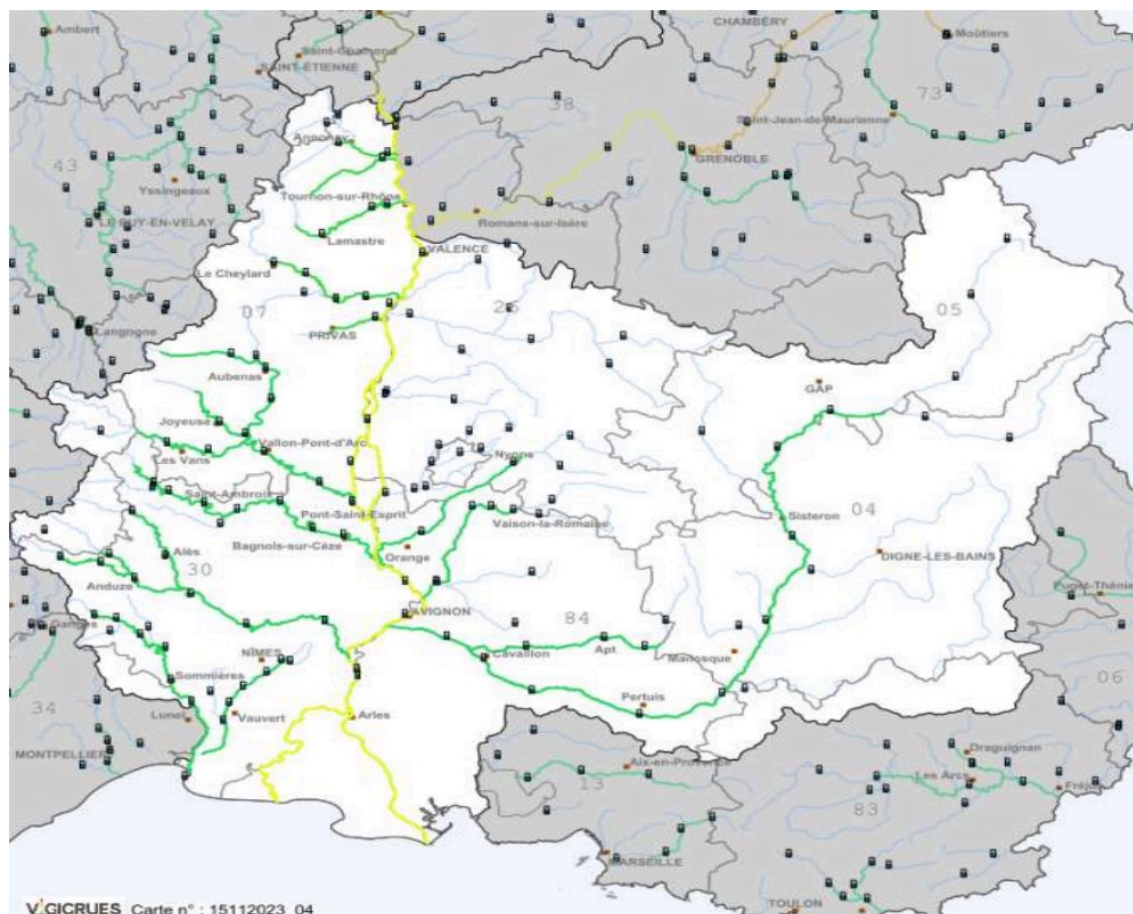 CHAMBÉRY
Ambert
Moûtiers
Saint-Chamond
SAINT-ÉTIENNE
38
73
Saint-Jean-de-Maurienne
Annonay
43
GRENOBLE
Yssingeaux
Tournon-sur-Rhône
LE PUY-EN-VELAY
Romans-sur-Isère
Lamastre
VALENCE
Le Cheylard
07
26
05
Langogne
PRIVAS
Aubenas
GAP
Joyeuse
Vallon-Pont-d'Arc
Les Vans
Nyons
Saint-Ambroix
Pont-Saint-Esprit
Vaison-la-Romaine
Sisteron
04
Bagnols-sur-Cèze
Orange
Alès
DIGNE-LES-BAINS
30
Anduze
AVIGNON
84
Ganges
NÎMES
Cavaillon
Apt
Manosque
Sommières
06
Pertuis
34
Lunel
Vauvert
Arles
MONTPELLIER
Draguignan
Aix-en-Provence
Les Arcs
13
83
MARSEILLE
TOULON
VIGICRUES Carte n° : 15112023_04